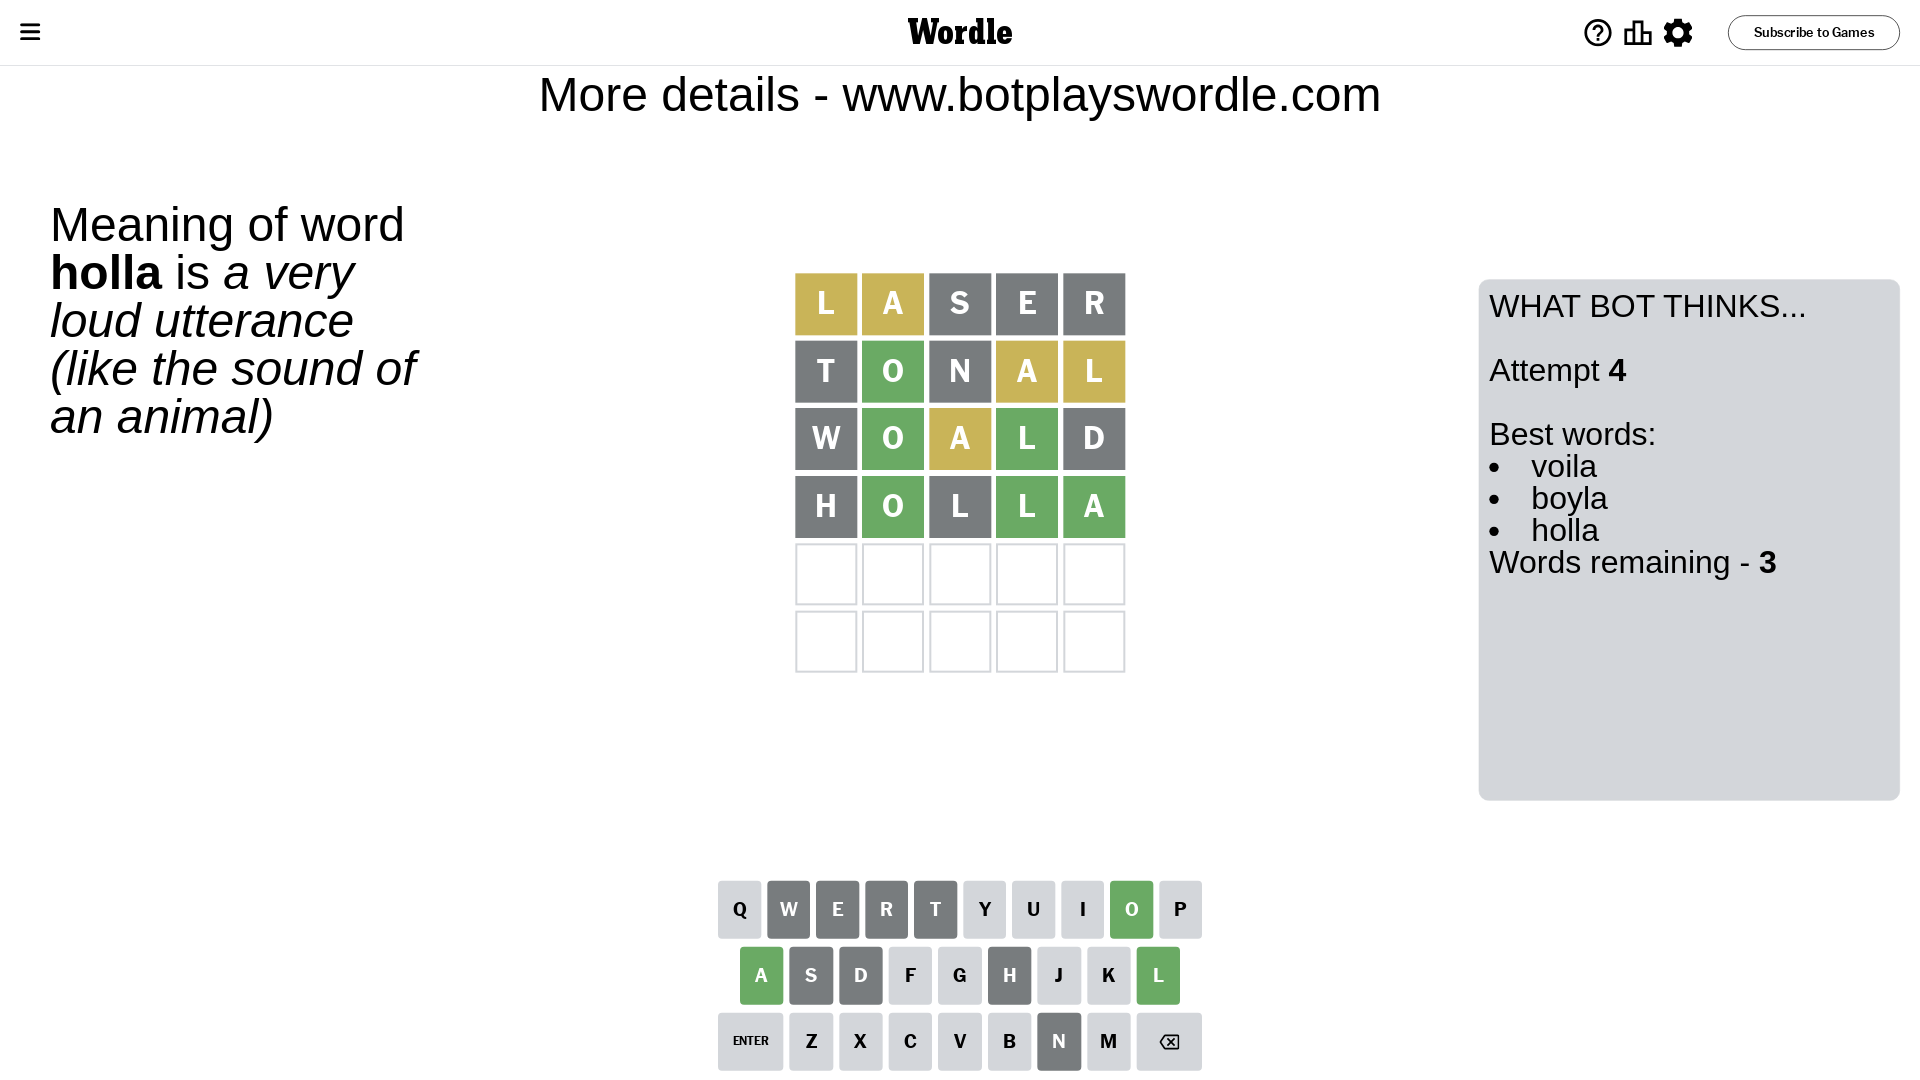 Wordle
Subscribe to Games
More details - www.botplayswordle.com
Meaning of word
holla is a very
loud utterance
(like the sound of
an animal)
L A S E R
T O N A L
W O A L D
H O L L A
WHAT BOT THINKS...
Attempt 4
Best words:
• voila
• boyla
• holla
Words remaining - 3
Q W E R T Y U I O P
A S D F G H J K L
ENTER Z X C V B N M